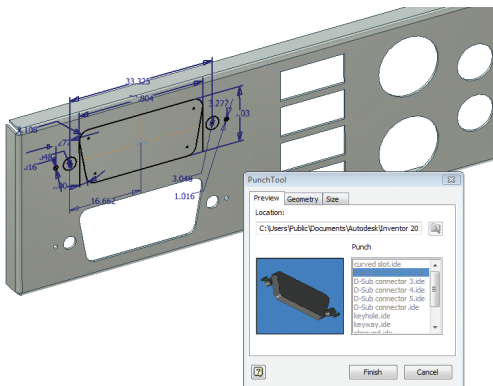 33.325
.804
3.277
.03
3.048
1.016
16.662
PunchTool
Preview Geometry Size
Location:
C:\Users\Public\Documents\Autodesk\Inventor 20
Punch
curved slot.ide
D-Sub connector 3.ide
D-Sub connector 4.ide
D-Sub connector 5.ide
D-Sub connector.ide
keyhole.ide
keyway.ide
Finish Cancel